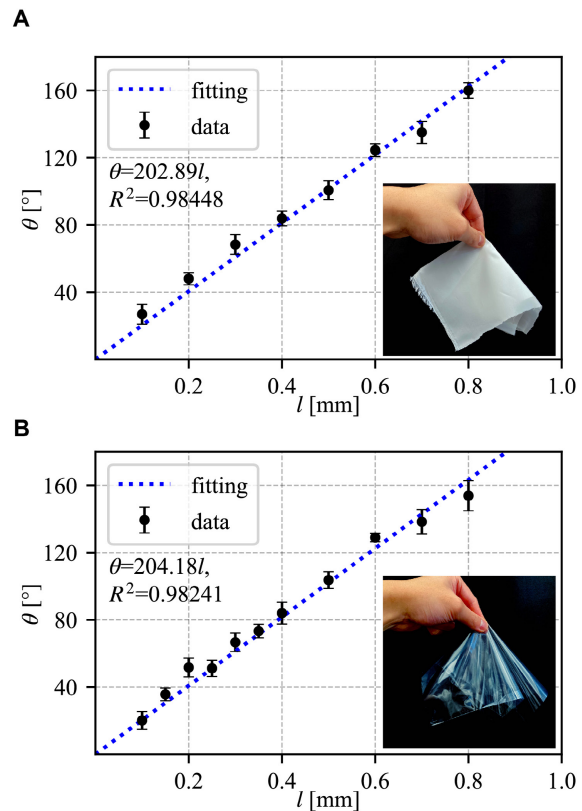 A
fitting
data
θ=202.89l,
R²=0.98448
160
120
80
40
θ [°]
0.2 0.4 0.6 0.8 1.0
l [mm]
B
fitting
data
θ=204.18l,
R²=0.98241
160
120
80
40
θ [°]
0.2 0.4 0.6 0.8 1.0
l [mm]